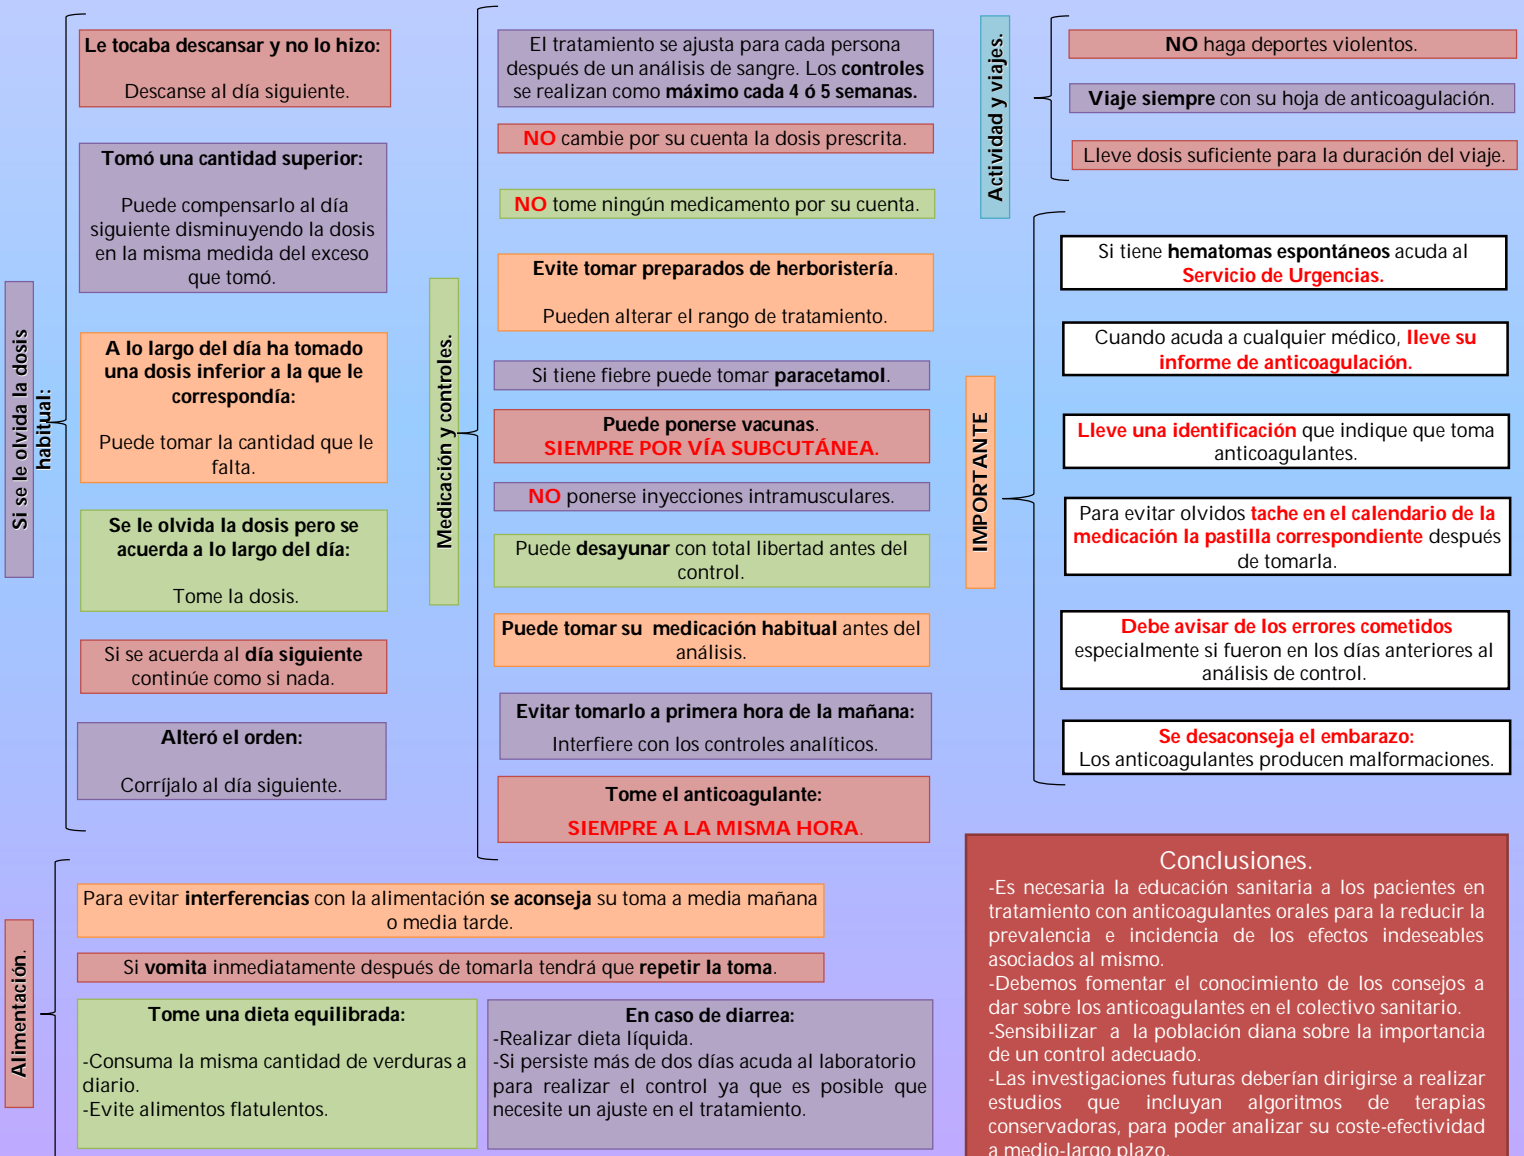 Si se le olvida la dosis
habitual:
Le tocaba descansar y no lo hizo:
Descanse al día siguiente.
Tomó una cantidad superior:
Puede compensarlo al día
siguiente disminuyendo la dosis
en la misma medida del exceso
que tomó.
A lo largo del día ha tomado
una dosis inferior a la que le
correspondía:
Puede tomar la cantidad que le
falta.
Se le olvida la dosis pero se
acuerda a lo largo del día:
Tome la dosis.
Si se acuerda al día siguiente
continúe como si nada.
Alteró el orden:
Corríjalo al día siguiente.
Medicación y controles.
El tratamiento se ajusta para cada persona
después de un análisis de sangre. Los controles
se realizan como máximo cada 4 ó 5 semanas.
NO cambie por su cuenta la dosis prescrita.
NO tome ningún medicamento por su cuenta.
Evite tomar preparados de herboristería.
Pueden alterar el rango de tratamiento.
Si tiene fiebre puede tomar paracetamol.
Puede ponerse vacunas.
SIEMPRE POR VÍA SUBCUTÁNEA.
NO ponerse inyecciones intramusculares.
Puede desayunar con total libertad antes del
control.
Puede tomar su medicación habitual antes del
análisis.
Evitar tomarlo a primera hora de la mañana:
Interfiere con los controles analíticos.
Tome el anticoagulante:
SIEMPRE A LA MISMA HORA.
Actividad y viajes.
NO haga deportes violentos.
Viaje siempre con su hoja de anticoagulación.
Lleve dosis suficiente para la duración del viaje.
IMPORTANTE
Si tiene hematomas espontáneos acuda al
Servicio de Urgencias.
Cuando acuda a cualquier médico, lleve su
informe de anticoagulación.
Lleve una identificación que indique que toma
anticoagulantes.
Para evitar olvidos tache en el calendario de la
medicación la pastilla correspondiente después
de tomarla.
Debe avisar de los errores cometidos
especialmente si fueron en los días anteriores al
análisis de control.
Se desaconseja el embarazo:
Los anticoagulantes producen malformaciones.
Alimentación.
Para evitar interferencias con la alimentación se aconseja su toma a media mañana
o media tarde.
Si vomita inmediatamente después de tomarla tendrá que repetir la toma.
Tome una dieta equilibrada:
-Consuma la misma cantidad de verduras a
diario.
-Evite alimentos flatulentos.
En caso de diarrea:
-Realizar dieta líquida.
-Si persiste más de dos días acuda al laboratorio
para realizar el control ya que es posible que
necesite un ajuste en el tratamiento.
Conclusiones.
-Es necesaria la educación sanitaria a los pacientes en
tratamiento con anticoagulantes orales para la reducir la
prevalencia e incidencia de los efectos indeseables
asociados al mismo.
-Debemos fomentar el conocimiento de los consejos a
dar sobre los anticoagulantes en el colectivo sanitario.
-Sensibilizar a la población diana sobre la importancia
de un control adecuado.
-Las investigaciones futuras deberían dirigirse a realizar
estudios que incluyan algoritmos de terapias
conservadoras, para poder analizar su coste-efectividad
a medio-largo plazo.